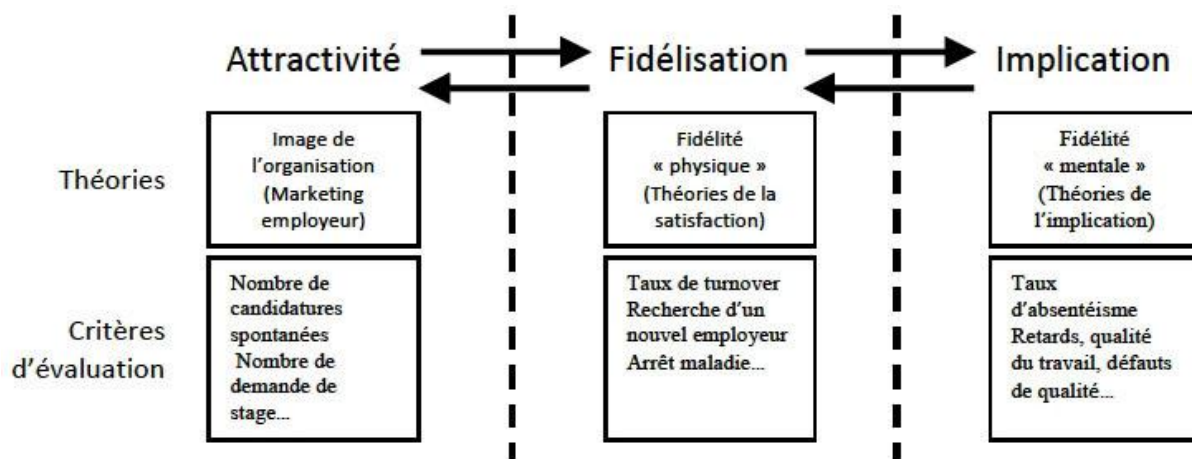 Attractivité
Fidélisation
Implication
Théories
Image de
l'organisation
(Marketing
employeur)
Fidélité
« physique »
(Théories de la
satisfaction)
Fidélité
« mentale »
(Théories de
l'implication)
Critères
d'évaluation
Nombre de
candidatures
spontanées
Nombre de
demande de
stage...
Taux de turnover
Recherche d'un
nouvel employeur
Arrêt maladie...
Taux
d'absentéisme
Retards, qualité
du travail, défauts
de qualité...